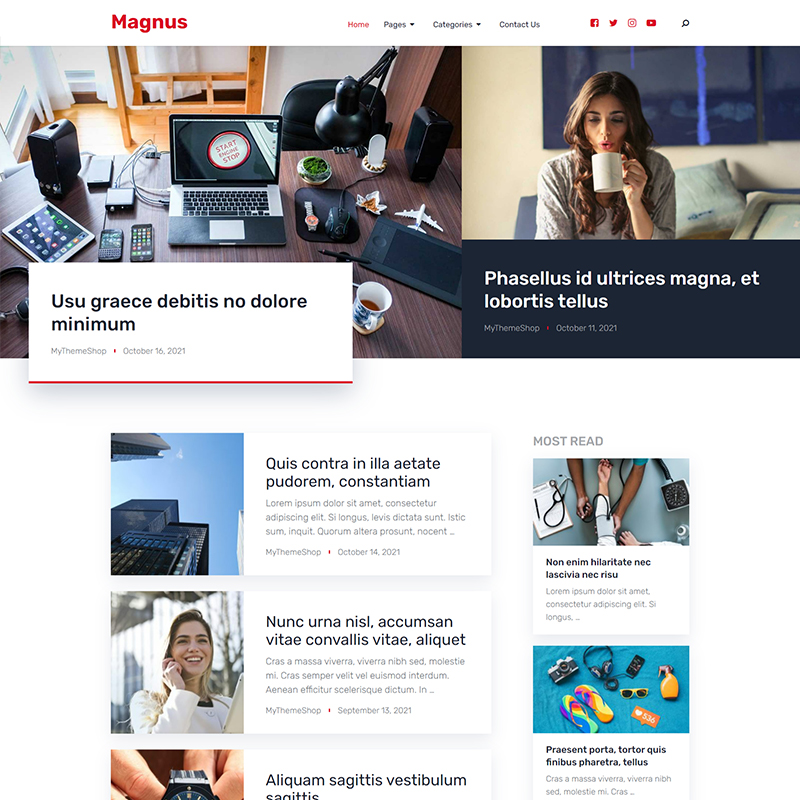 Magnus
Home Pages Categories Contact Us
START
ENGINE
STOP
Usu graece debitis no dolore
minimum
MyThemeShop October 16, 2021
Phasellus id ultrices magna, et
lobortis tellus
MyThemeShop October 11, 2021
Quis contra in illa aetate
pudorem, constantiam
Lorem ipsum dolor sit amet, consectetur
adipiscing elit. Si longus, levis dictata sunt. Istic
sum, inquit. Quorum altera prosunt, nocent ...
MyThemeShop October 14, 2021
Nunc urna nisl, accumsan
vitae convallis vitae, aliquet
Cras a massa viverra, viverra nibh sed, molestie
mi. Cras semper velit vel euismod interdum.
Aenean efficitur scelerisque dictum. In ...
MyThemeShop September 13, 2021
Aliquam sagittis vestibulum
sagittis
MOST READ
Non enim hilaritate nec
lascivia nec risu
Lorem ipsum dolor sit amet,
consectetur adipiscing elit. Si
longus, ...
536
Praesent porta, tortor quis
finibus pharetra, tellus
Cras a massa viverra, viverra nibh
sed, molestie mi. Cras ...